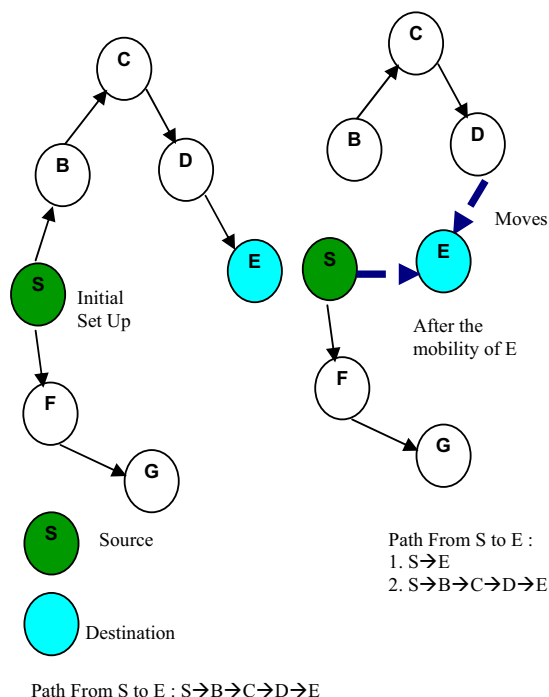 C
B
D
E
S
Initial
Set Up
F
G
S
Source
Destination
Path From S to E : S→B→C→D→E
C
B
D
Moves
S
E
After the
mobility of E
F
G
Path From S to E :
1. S→E
2. S→B→C→D→E